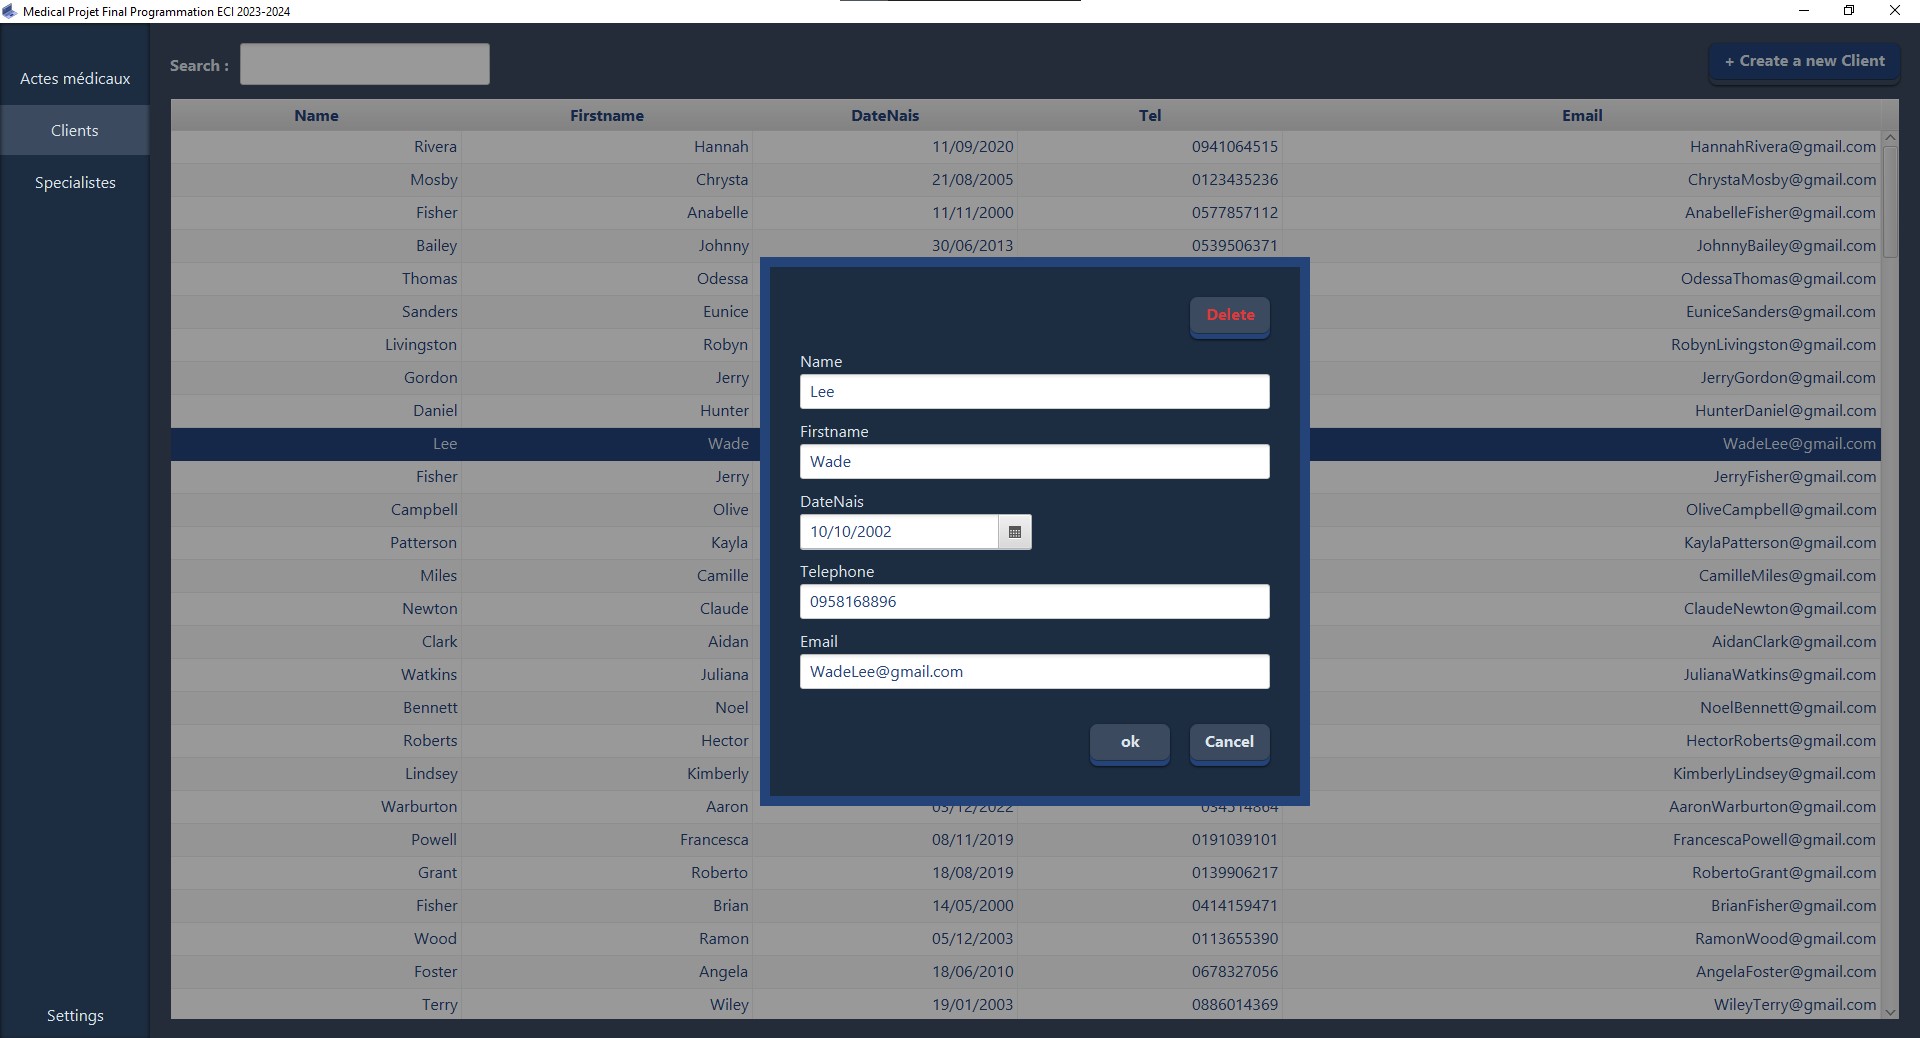 Medical Projet Final Programmation ECI 2023-2024
Actes médicaux
Clients
Specialistes
Settings
Search :
+ Create a new Client
Name Firstname DateNais Tel Email
Rivera Hannah 11/09/2020 0941064515 HannahRivera@gmail.com
Mosby Chrysta 21/08/2005 0123435236 ChrystaMosby@gmail.com
Fisher Anabelle 11/11/2000 0577857112 AnabelleFisher@gmail.com
Bailey Johnny 30/06/2013 0539506371 JohnnyBailey@gmail.com
Thomas Odessa OdessaThomas@gmail.com
Sanders Eunice EuniceSanders@gmail.com
Livingston Robyn RobynLivingston@gmail.com
Gordon Jerry JerryGordon@gmail.com
Daniel Hunter HunterDaniel@gmail.com
Lee Wade WadeLee@gmail.com
Fisher Jerry JerryFisher@gmail.com
Campbell Olive OliveCampbell@gmail.com
Patterson Kayla KaylaPatterson@gmail.com
Miles Camille CamilleMiles@gmail.com
Newton Claude ClaudeNewton@gmail.com
Clark Aidan AidanClark@gmail.com
Watkins Juliana JulianaWatkins@gmail.com
Bennett Noel NoelBennett@gmail.com
Roberts Hector HectorRoberts@gmail.com
Lindsey Kimberly KimberlyLindsey@gmail.com
Warburton Aaron 03/12/2022 034514864 AaronWarburton@gmail.com
Powell Francesca 08/11/2019 0191039101 FrancescaPowell@gmail.com
Grant Roberto 18/08/2019 0139906217 RobertoGrant@gmail.com
Fisher Brian 14/05/2000 0414159471 BrianFisher@gmail.com
Wood Ramon 05/12/2003 0113655390 RamonWood@gmail.com
Foster Angela 18/06/2010 0678327056 AngelaFoster@gmail.com
Terry Wiley 19/01/2003 0886014369 WileyTerry@gmail.com
Delete
Name
Lee
Firstname
Wade
DateNais
10/10/2002
Telephone
0958168896
Email
WadeLee@gmail.com
ok Cancel